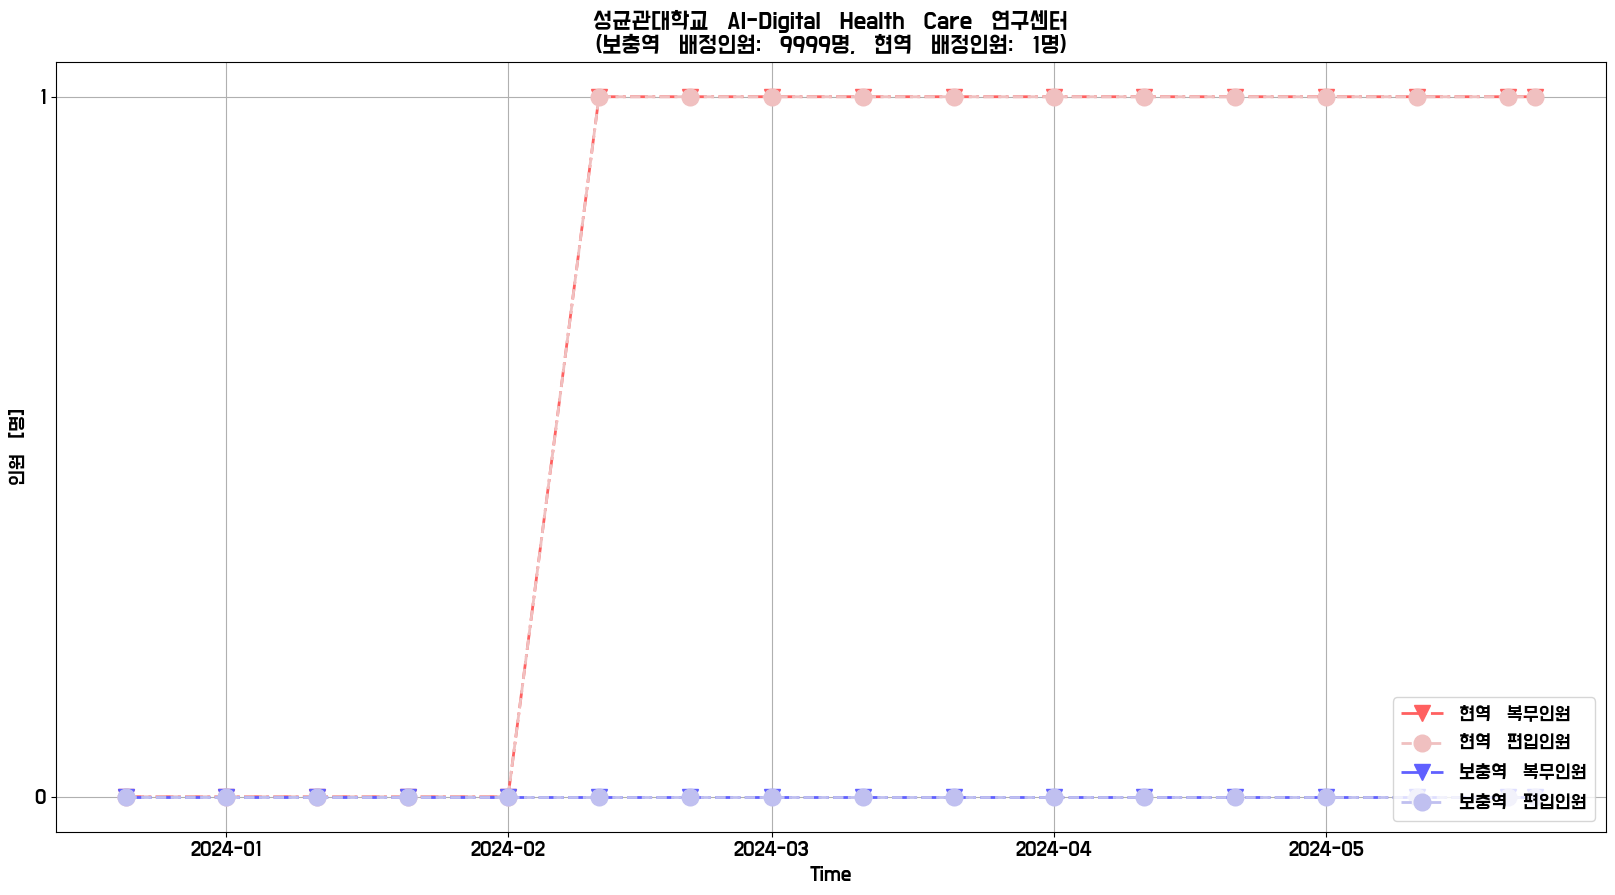 성균관대학교 AI-Digital Health Care 연구센터
(보충역 배정인원: 9999명, 현역 배정인원: 1명)
1
0
인원 [명]
2024-01
2024-02
2024-03
2024-04
2024-05
Time
현역 복무인원
현역 편입인원
보충역 복무인원
보충역 편입인원